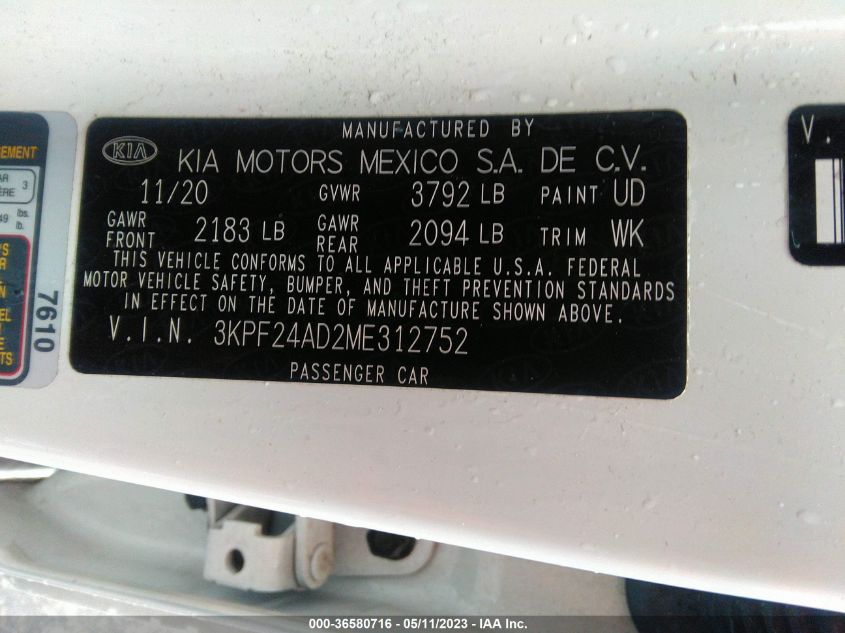 MANUFACTURED BY
KIA KIA MOTORS MEXICO S.A. DE C.V.
11/20 GVWR 3792 LB PAINT UD
GAWR FRONT 2183 LB GAWR REAR 2094 LB TRIM WK
THIS VEHICLE CONFORMS TO ALL APPLICABLE U.S.A. FEDERAL
MOTOR VEHICLE SAFETY, BUMPER, AND THEFT PREVENTION STANDARDS
IN EFFECT ON THE DATE OF MANUFACTURE SHOWN ABOVE.
V.I.N. 3KPF24AD2ME312752
PASSENGER CAR
3
lbs.
lb.
7610
V.
000-36580716 - 05/11/2023 - IAA Inc.